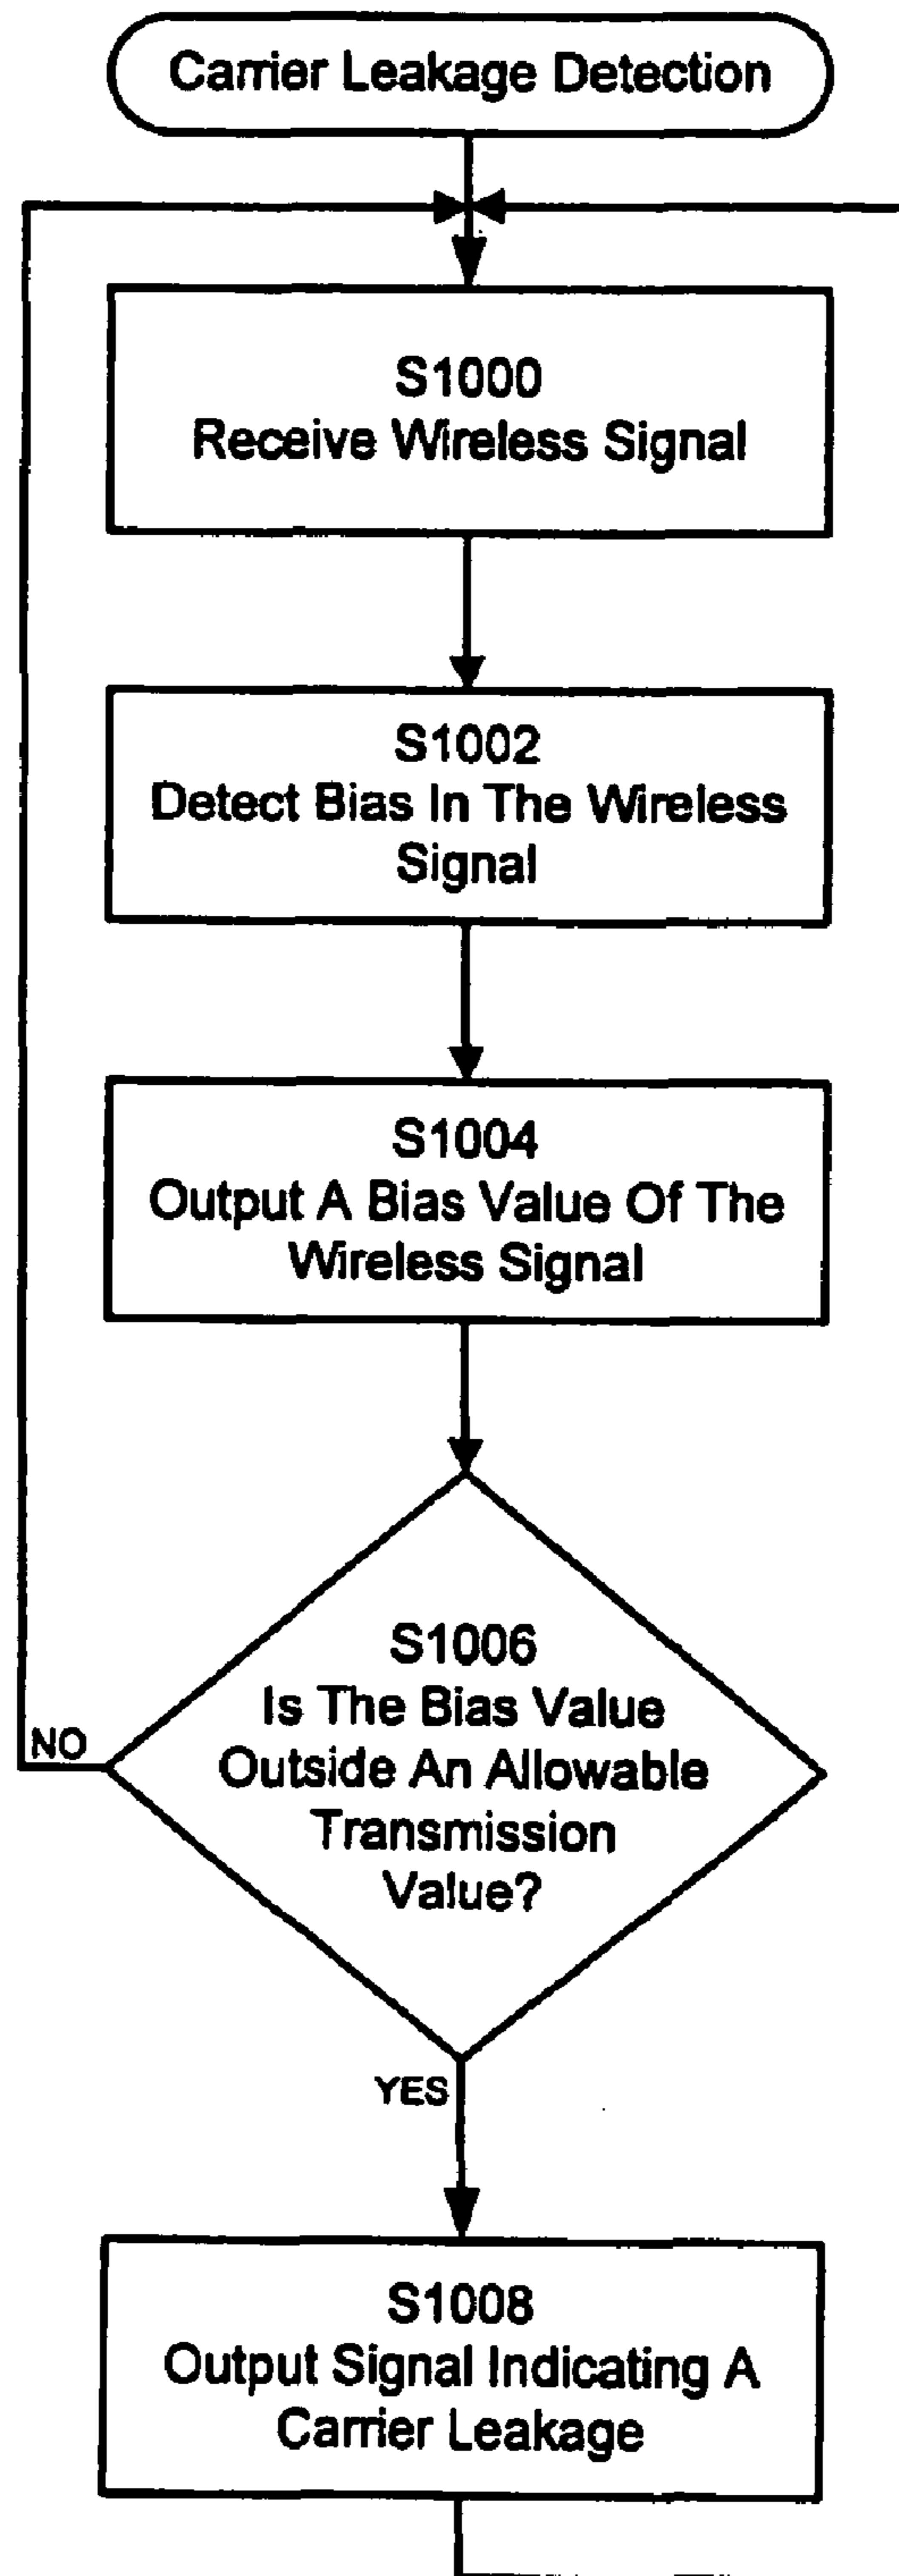 Carrier Leakage Detection
S1000
Receive Wireless Signal
S1002
Detect Bias In The Wireless
Signal
S1004
Output A Bias Value Of The
Wireless Signal
S1006
Is The Bias Value
Outside An Allowable
Transmission
Value?
NO
YES
S1008
Output Signal Indicating A
Carrier Leakage